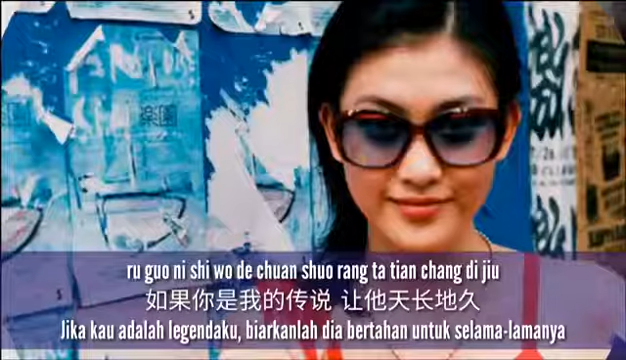 楽園
ru guo ni shi wo de chuan shuo rang ta tian chang di jiu
如果你是我的传说 让他天长地久
Jika kau adalah legendaku, biarkanlah dia bertahan untuk selama-lamanya